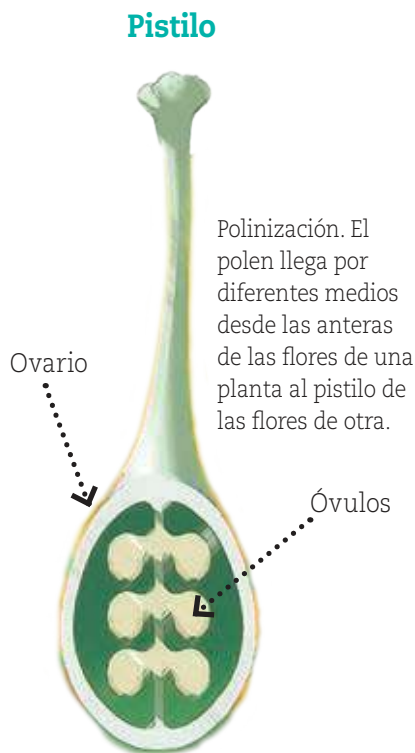 Pistilo
Polinización. El
polen llega por
diferentes medios
desde las anteras
de las flores de una
planta al pistilo de
las flores de otra.
Ovario
Óvulos